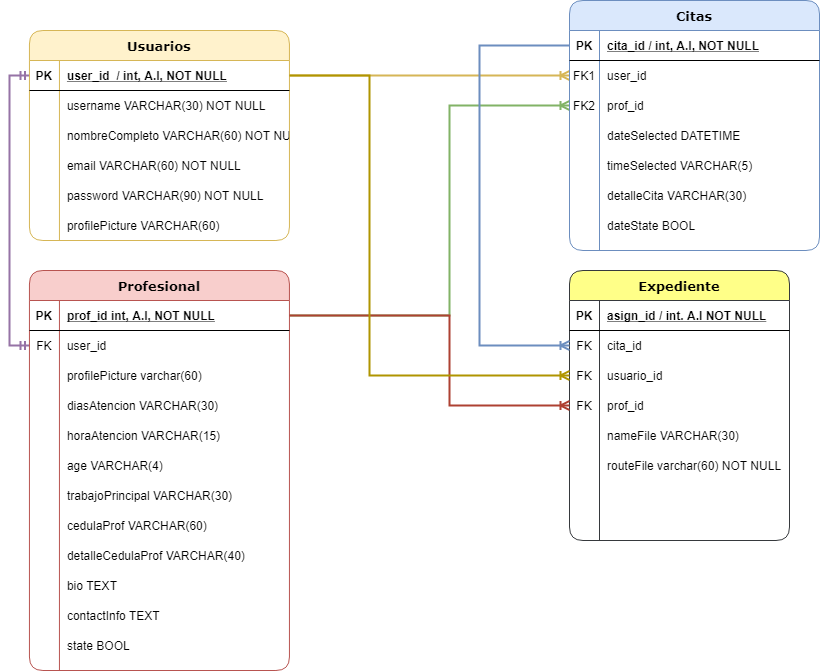 Usuarios
PK user_id / int, A.I, NOT NULL
username VARCHAR(30) NOT NULL
nombreCompleto VARCHAR(60) NOT NU
email VARCHAR(60) NOT NULL
password VARCHAR(90) NOT NULL
profilePicture VARCHAR(60)
Citas
PK cita_id / int, A.I, NOT NULL
FK1 user_id
FK2 prof_id
dateSelected DATETIME
timeSelected VARCHAR(5)
detalleCita VARCHAR(30)
dateState BOOL
Profesional
PK prof_id int, A.I, NOT NULL
FK user_id
profilePicture varchar(60)
diasAtencion VARCHAR(30)
horaAtencion VARCHAR(15)
age VARCHAR(4)
trabajoPrincipal VARCHAR(30)
cedulaProf VARCHAR(60)
detalleCedulaProf VARCHAR(40)
bio TEXT
contactInfo TEXT
state BOOL
Expediente
PK asign_id / int. A.I NOT NULL
FK cita_id
FK usuario_id
FK prof_id
nameFile VARCHAR(30)
routeFile varchar(60) NOT NULL